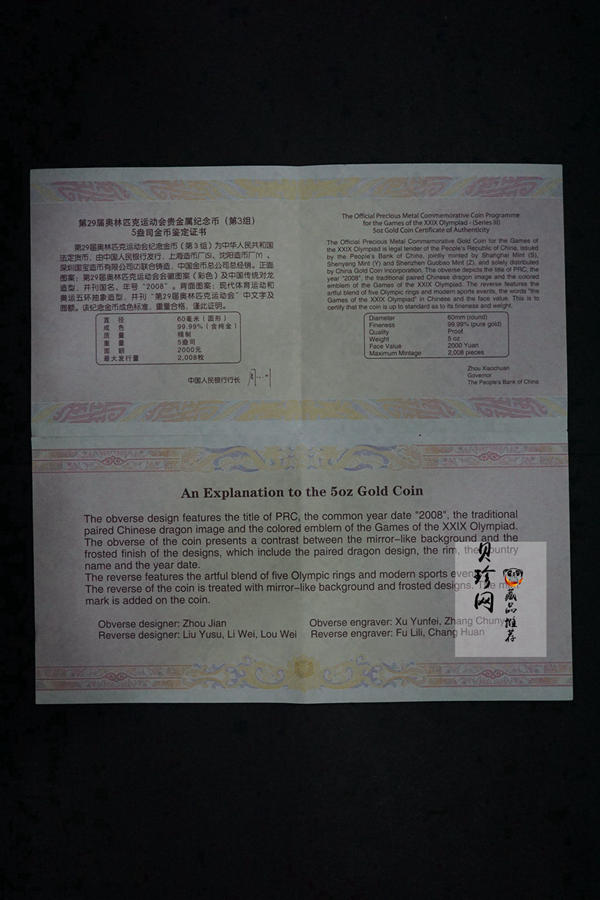 第29届奥林匹克运动会贵金属纪念币（第3组）
5盎司金币鉴定证书
第29届奥林匹克运动会纪念金币（第3组）为中华人民共和国
法定货币，由中国人民银行发行，上海造币厂(S)、沈阳造币厂(Y)、
深圳国宝造币有限公司(Z)联合铸造，中国金币总公司总经销。正面
图案：第29届奥林匹克运动会会徽图案（彩色）及中国传统对龙
造型，并刊国名、年号“2008”。背面图案：现代体育运动和
奥运五环抽象造型，并刊“第29届奥林匹克运动会”中文字及
面额。该纪念金币成色标准，重量合格，谨此证明。
直径 60毫米（圆形）
成色 99.99%（含纯金）
质量 精制
重量 5盎司
面额 2000元
最大发行量 2,008枚
中国人民银行行长
The Official Precious Metal Commemorative Coin Programme
for the Games of the XXIX Olympiad - (Series III)
5oz Gold Coin Certificate of Authenticity
The Official Precious Metal Commemorative Gold Coin for the Games of
the XXIX Olympiad is legal tender of the People's Republic of China, issued
by the People's Bank of China, jointly minted by Shanghai Mint (S),
Shenyang Mint (Y) and Shenzhen Guobao Mint (Z), and solely distributed
by China Gold Coin Incorporation. The obverse depicts the title of PRC, the
year "2008", the traditional paired Chinese dragon image and the colored
emblem of the Games of the XXIX Olympiad. The reverse features the
artful blend of five Olympic rings and modern sports events, the words "the
Games of the XXIX Olympiad" in Chinese and the face value. This is to
certify that the coin is up to standard as to its fineness and weight.
Diameter 60mm (round)
Fineness 99.99% (pure gold)
Quality Proof
Weight 5 oz
Face Value 2000 Yuan
Maximum Mintage 2,008 pieces
Zhou Xiaochuan
Governor
The People's Bank of China
An Explanation to the 5oz Gold Coin
The obverse design features the title of PRC, the common year date "2008", the traditional
paired Chinese dragon image and the colored emblem of the Games of the XXIX Olympiad.
The obverse of the coin presents a contrast between the mirror-like background and the
frosted finish of the designs, which include the paired dragon design, the rim, the country
name and the year date.
The reverse features the artful blend of five Olympic rings and modern sports
The reverse of the coin is treated with mirror-like background and frosted designs.
mark is added on the coin.
Obverse designer: Zhou Jian
Obverse engraver: Xu Yunfei, Zhang
Reverse designer: Liu Yusu, Li Wei, Lou Wei
Reverse engraver: Fu Lili, Chang Huan
贝珍网
藏品推荐